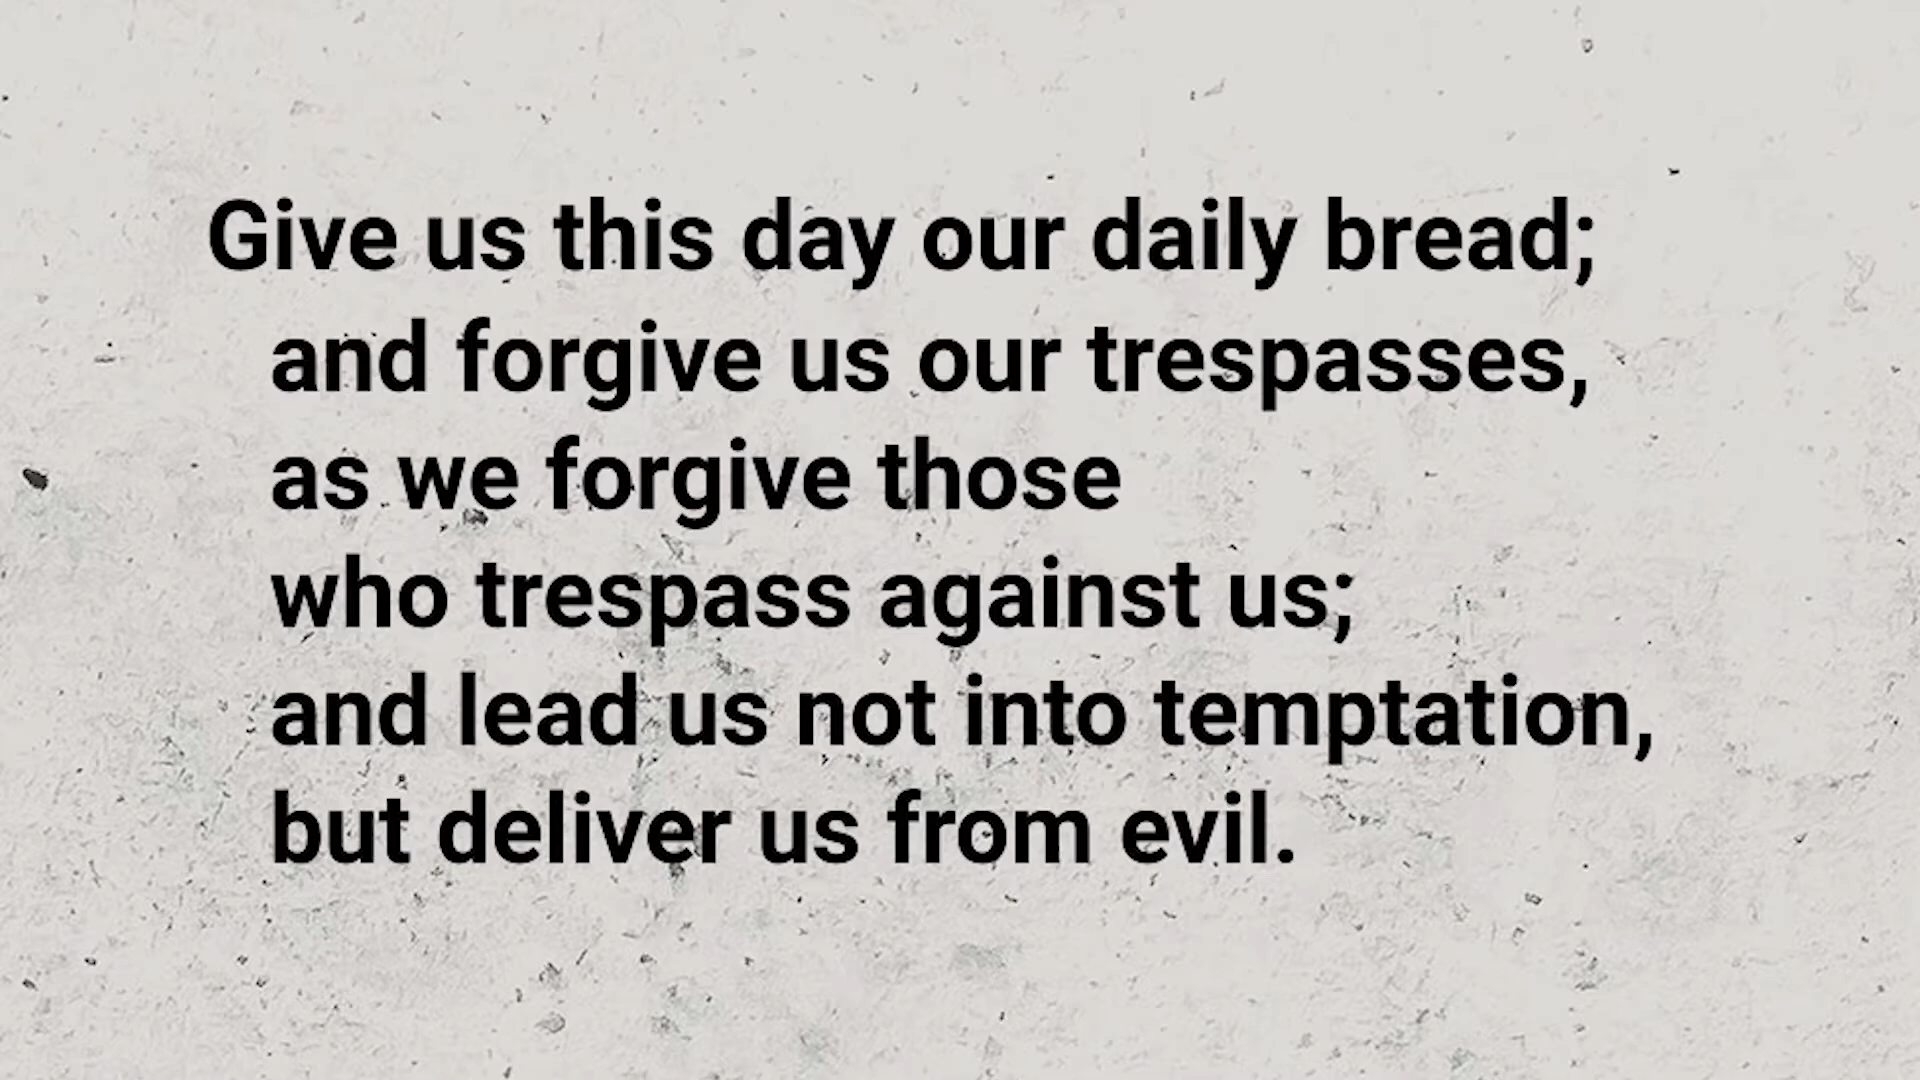 Give us this day our daily bread;
and forgive us our trespasses,
as we forgive those
who trespass against us;
and lead us not into temptation,
but deliver us from evil.